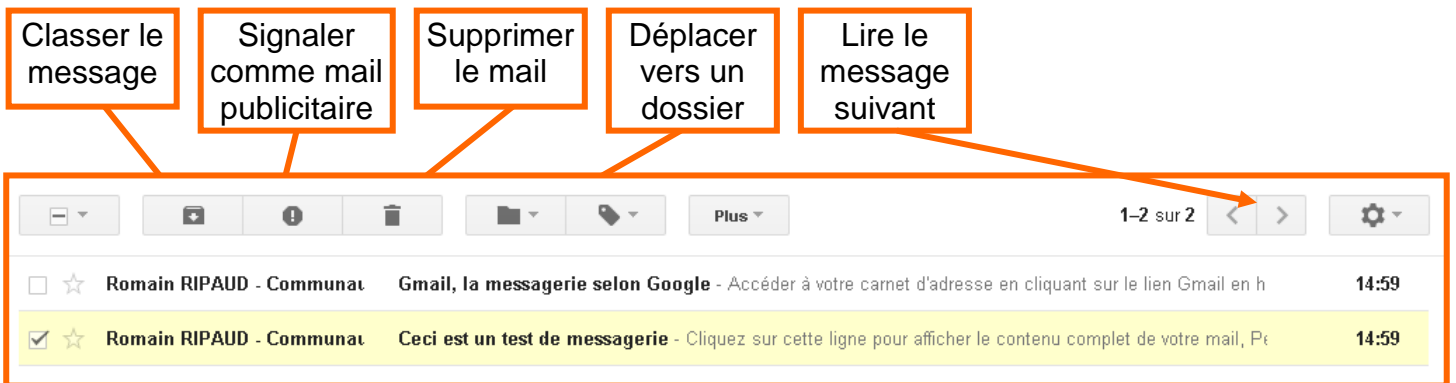 Classer le
message
Signaler
comme mail
publicitaire
Supprimer
le mail
Déplacer
vers un
dossier
Lire le
message
suivant
Plus
1–2 sur 2
Romain RIPAUD - Communau Gmail, la messagerie selon Google - Accéder à votre carnet d'adresse en cliquant sur le lien Gmail en h 14:59
Romain RIPAUD - Communau Ceci est un test de messagerie - Cliquez sur cette ligne pour afficher le contenu complet de votre mail, Pe 14:59